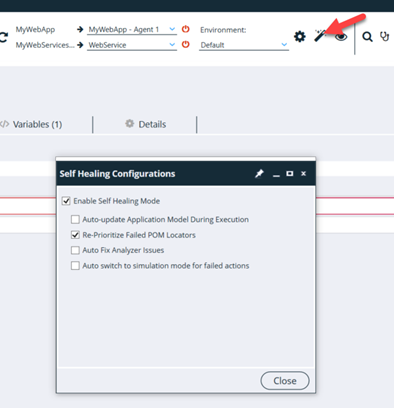 MyWebApp MyWebApp - Agent 1 Environment:
MyWebServices... WebService Default
</> Variables (1) Details
Self Healing Configurations
Enable Self Healing Mode
Auto-update Application Model During Execution
Re-Prioritize Failed POM Locators
Auto Fix Analyzer Issues
Auto switch to simulation mode for failed actions
Close